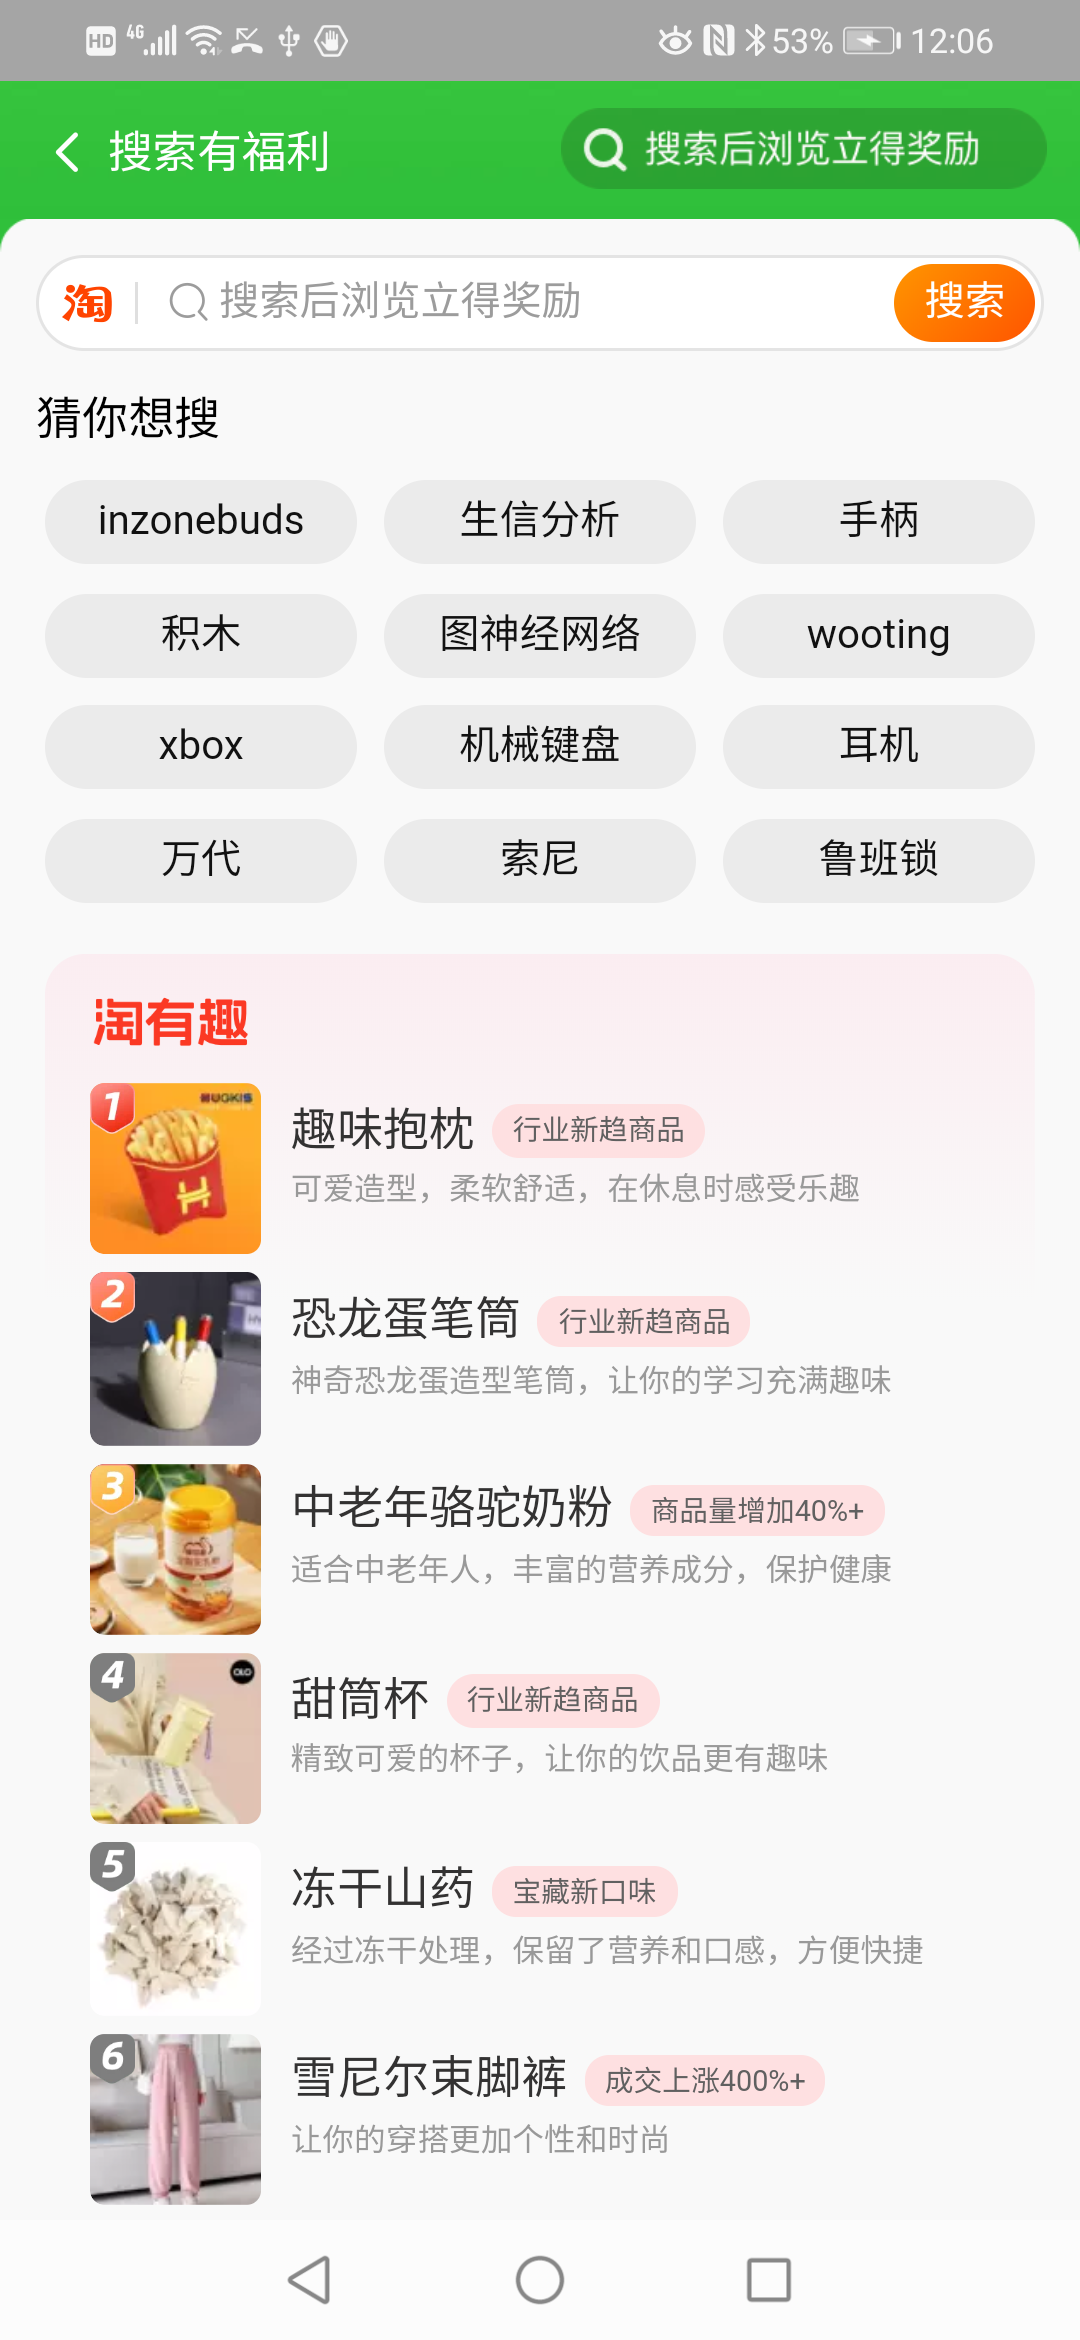 HD 4G 53% 12:06
搜索有福利 搜索后浏览立得奖励
淘 搜索后浏览立得奖励 搜索
猜你想搜
inzonebuds 生信分析 手柄
积木 图神经网络 wooting
xbox 机械键盘 耳机
万代 索尼 鲁班锁
淘有趣
1
趣味抱枕 行业新趋商品
可爱造型，柔软舒适，在休息时感受乐趣
2
恐龙蛋笔筒 行业新趋商品
神奇恐龙蛋造型笔筒，让你的学习充满趣味
3
中老年骆驼奶粉 商品量增加40%+
适合中老年人，丰富的营养成分，保护健康
4
甜筒杯 行业新趋商品
精致可爱的杯子，让你的饮品更有趣味
5
冻干山药 宝藏新口味
经过冻干处理，保留了营养和口感，方便快捷
6
雪尼尔束脚裤 成交上涨400%+
让你的穿搭更加个性和时尚